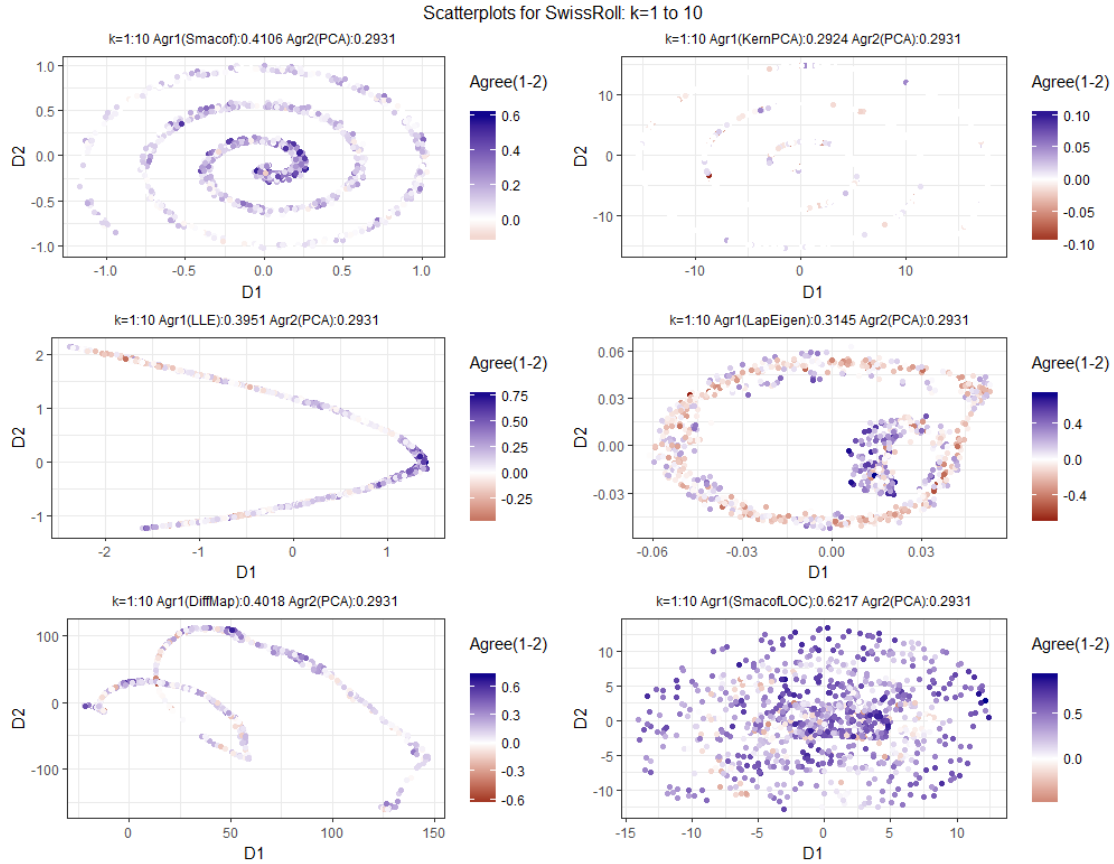 Scatterplots for SwissRoll: k=1 to 10
k=1:10 Agr1(Smacof):0.4106 Agr2(PCA):0.2931
D2
1.0
0.5
0.0
-0.5
-1.0
-1.0 -0.5 0.0 0.5 1.0
D1
Agree(1-2)
0.6
0.4
0.2
0.0
k=1:10 Agr1(KernPCA):0.2924 Agr2(PCA):0.2931
D2
10
0
-10
-10 0 10
D1
Agree(1-2)
0.10
0.05
0.00
-0.05
-0.10
k=1:10 Agr1(LLE):0.3951 Agr2(PCA):0.2931
D2
2
1
0
-1
-2 -1 0 1
D1
Agree(1-2)
0.75
0.50
0.25
0.00
-0.25
k=1:10 Agr1(LapEigen):0.3145 Agr2(PCA):0.2931
D2
0.06
0.03
0.00
-0.03
-0.06 -0.03 0.00 0.03
D1
Agree(1-2)
0.4
0.0
-0.4
k=1:10 Agr1(DiffMap):0.4018 Agr2(PCA):0.2931
D2
100
0
-100
0 50 100 150
D1
Agree(1-2)
0.6
0.3
0.0
-0.3
-0.6
k=1:10 Agr1(SmacofLOC):0.6217 Agr2(PCA):0.2931
D2
10
5
0
-5
-10
-15 -10 -5 0 5 10
D1
Agree(1-2)
0.5
0.0